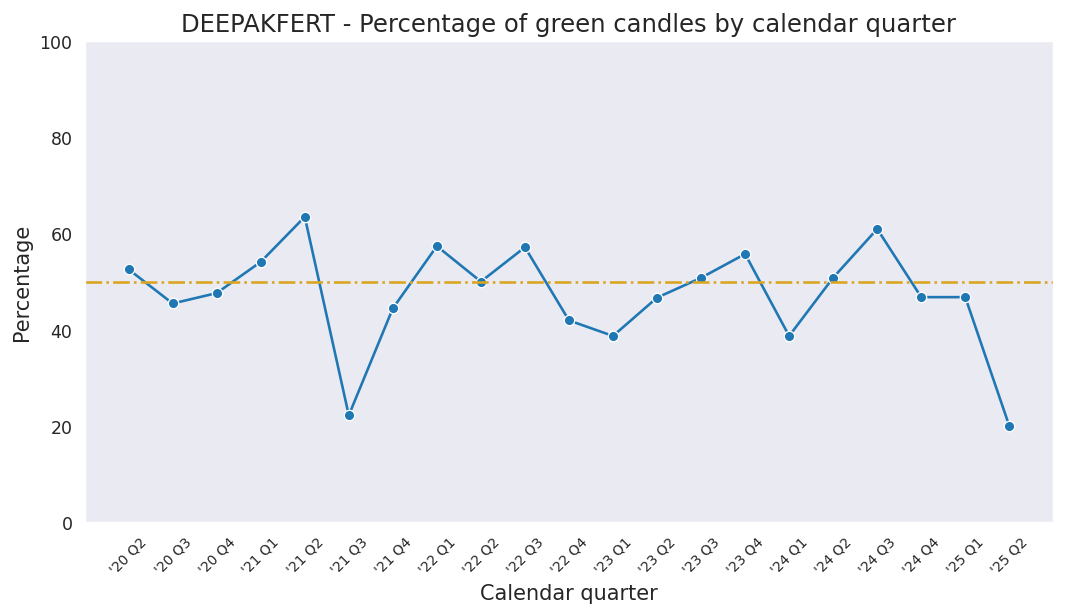 DEEPAKFERT - Percentage of green candles by calendar quarter
100
80
60
40
20
0
Percentage
'20 Q2
'20 Q3
'20 Q4
'21 Q1
'21 Q2
'21 Q3
'21 Q4
'22 Q1
'22 Q2
'22 Q3
'22 Q4
'23 Q1
'23 Q2
'23 Q3
'23 Q4
'24 Q1
'24 Q2
'24 Q3
'24 Q4
'25 Q1
'25 Q2
Calendar quarter